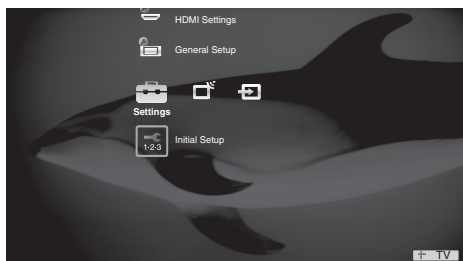 HDMI Settings
General Setup
Settings
1·2·3
Initial Setup
TV